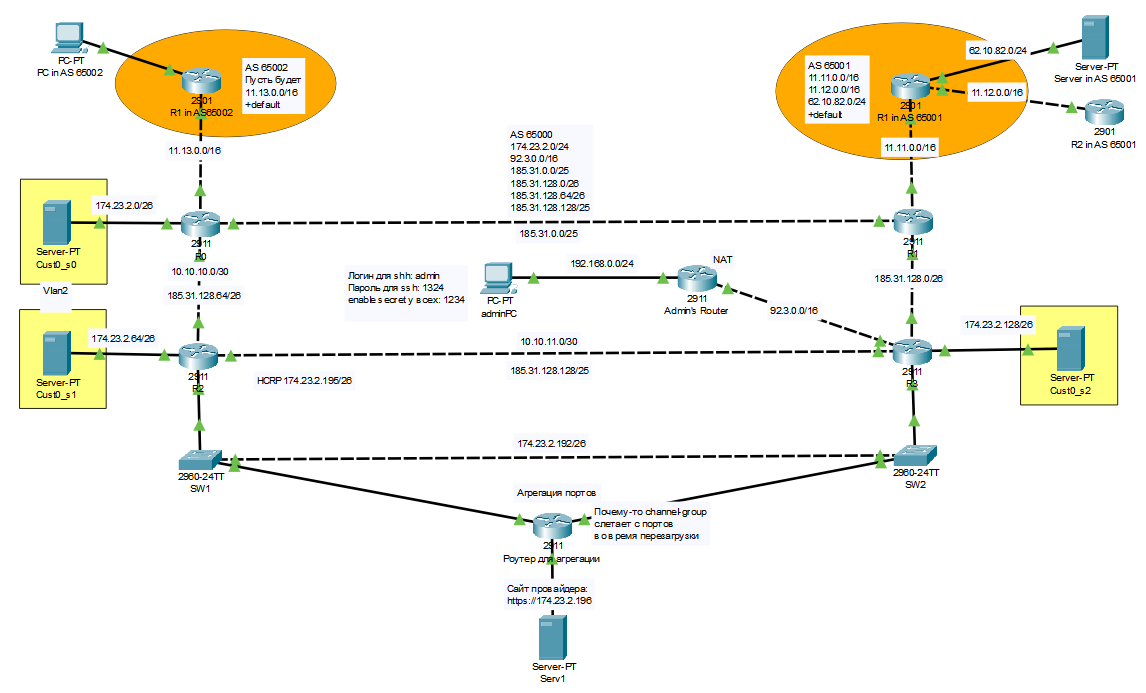 PC-PT
PC in AS 65002
2901
R1 in AS65002
AS 65002
Пусть будет
11.13.0.0/16
+default
11.13.0.0/16
AS 65001
11.11.0.0/16
11.12.0.0/16
62.10.82.0/24
+default
2901
R1 in AS 65001
62.10.82.0/24
Server-PT
Server in AS 65001
11.12.0.0/16
2901
R2 in AS 65001
11.11.0.0/16
AS 65000
174.23.2.0/24
92.3.0.0/16
185.31.0.0/25
185.31.128.0/26
185.31.128.64/26
185.31.128.128/25
174.23.2.0/26
Server-PT
Cust0_s0
2911
R0
185.31.0.0/25
2911
R1
10.10.10.0/30
185.31.128.64/26
Vlan2
Логин для shh: admin
Пароль для ssh: 1324
enable secret у всех: 1234
PC-PT
adminPC
192.168.0.0/24
NAT
2911
Admin's Router
92.3.0.0/16
185.31.128.0/26
174.23.2.64/26
Server-PT
Cust0_s1
2911
R2
HCRP 174.23.2.195/26
10.10.11.0/30
185.31.128.128/25
2911
R3
174.23.2.128/26
Server-PT
Cust0_s2
174.23.2.192/26
2960-24TT
SW1
2960-24TT
SW2
Агрегация портов
Почему-то channel-group
слетает с портов
во время перезагрузки
2911
Роутер для агрегации
Сайт провайдера:
https://174.23.2.196
Server-PT
Serv1